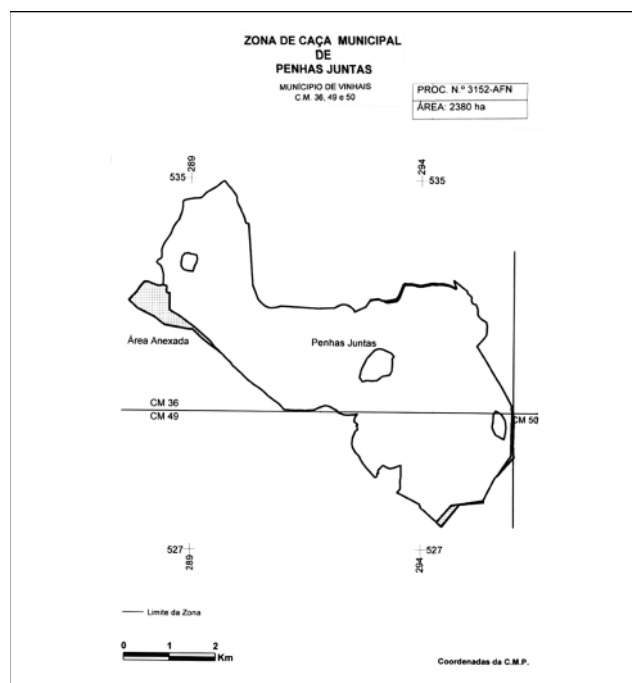 ZONA DE CAÇA MUNICIPAL
DE
PENHAS JUNTAS
MUNICÍPIO DE VINHAIS
C.M. 36, 49 e 50
PROC. N.º 3152-AFN
ÁREA: 2380 ha
289
294
535
535
Área Anexada
Penhas Juntas
CM 36
CM 49
CM 50
527
527
289
294
Limite da Zona
0 1 2
Km
Coordenadas da C.M.P.